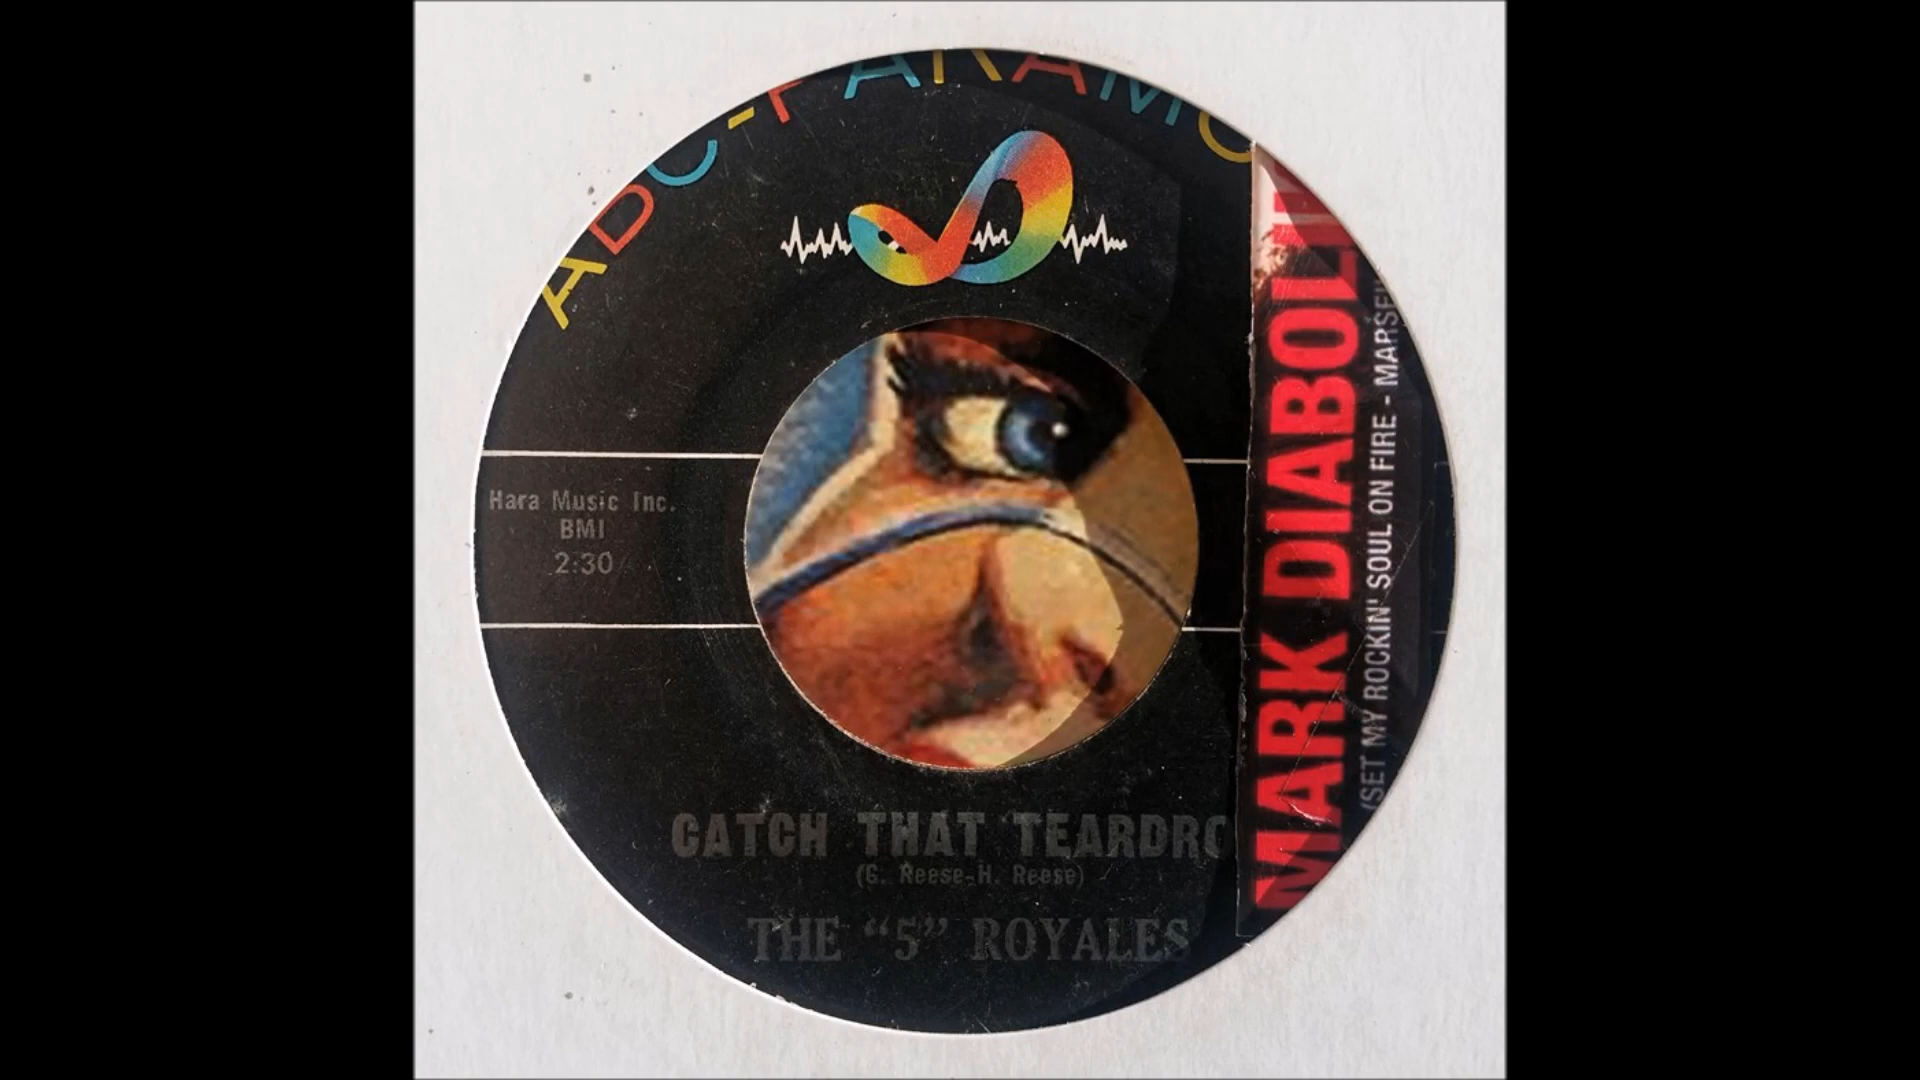 ABC-PARAMO
Hara Music Inc.
BMI
2:30
CATCH THAT TEARDRO
(G. Reese-H. Reese)
THE “5” ROYALES
MARK DIABOL
(SET MY ROCKIN' SOUL ON FIRE - MARSEI